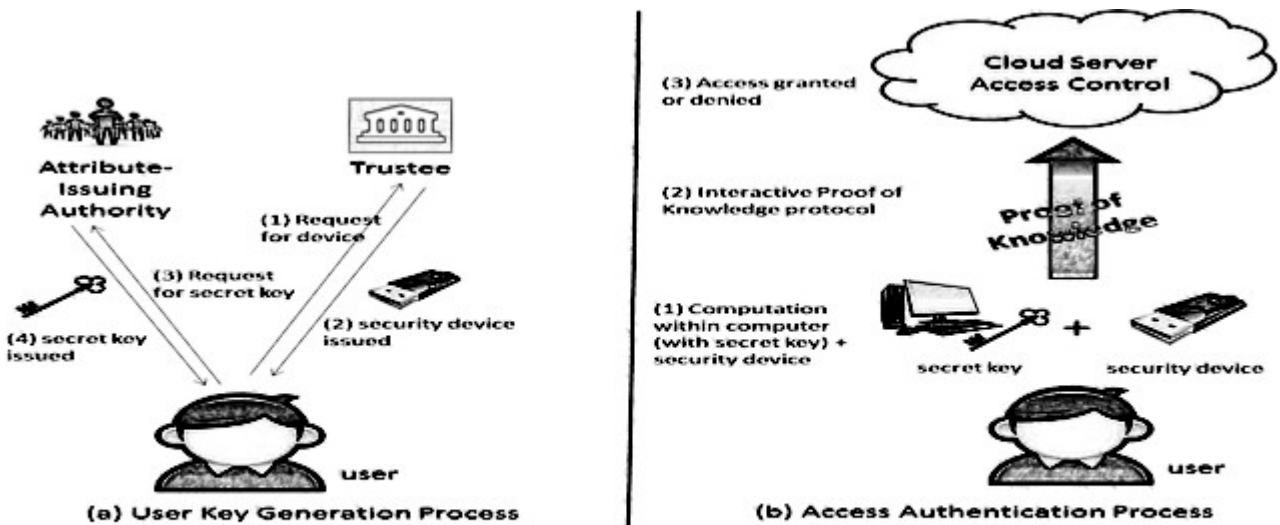 Attribute-
Issuing
Authority
Trustee
(1) Request
for device
(3) Request
for secret key
(2) security device
issued
(4) secret key
issued
user
(a) User Key Generation Process
Cloud Server
Access Control
(3) Access granted
or denied
(2) Interactive Proof of
Knowledge protocol
Proof of
Knowledge
(1) Computation
within computer
(with secret key) +
security device
+
secret key
security device
user
(b) Access Authentication Process